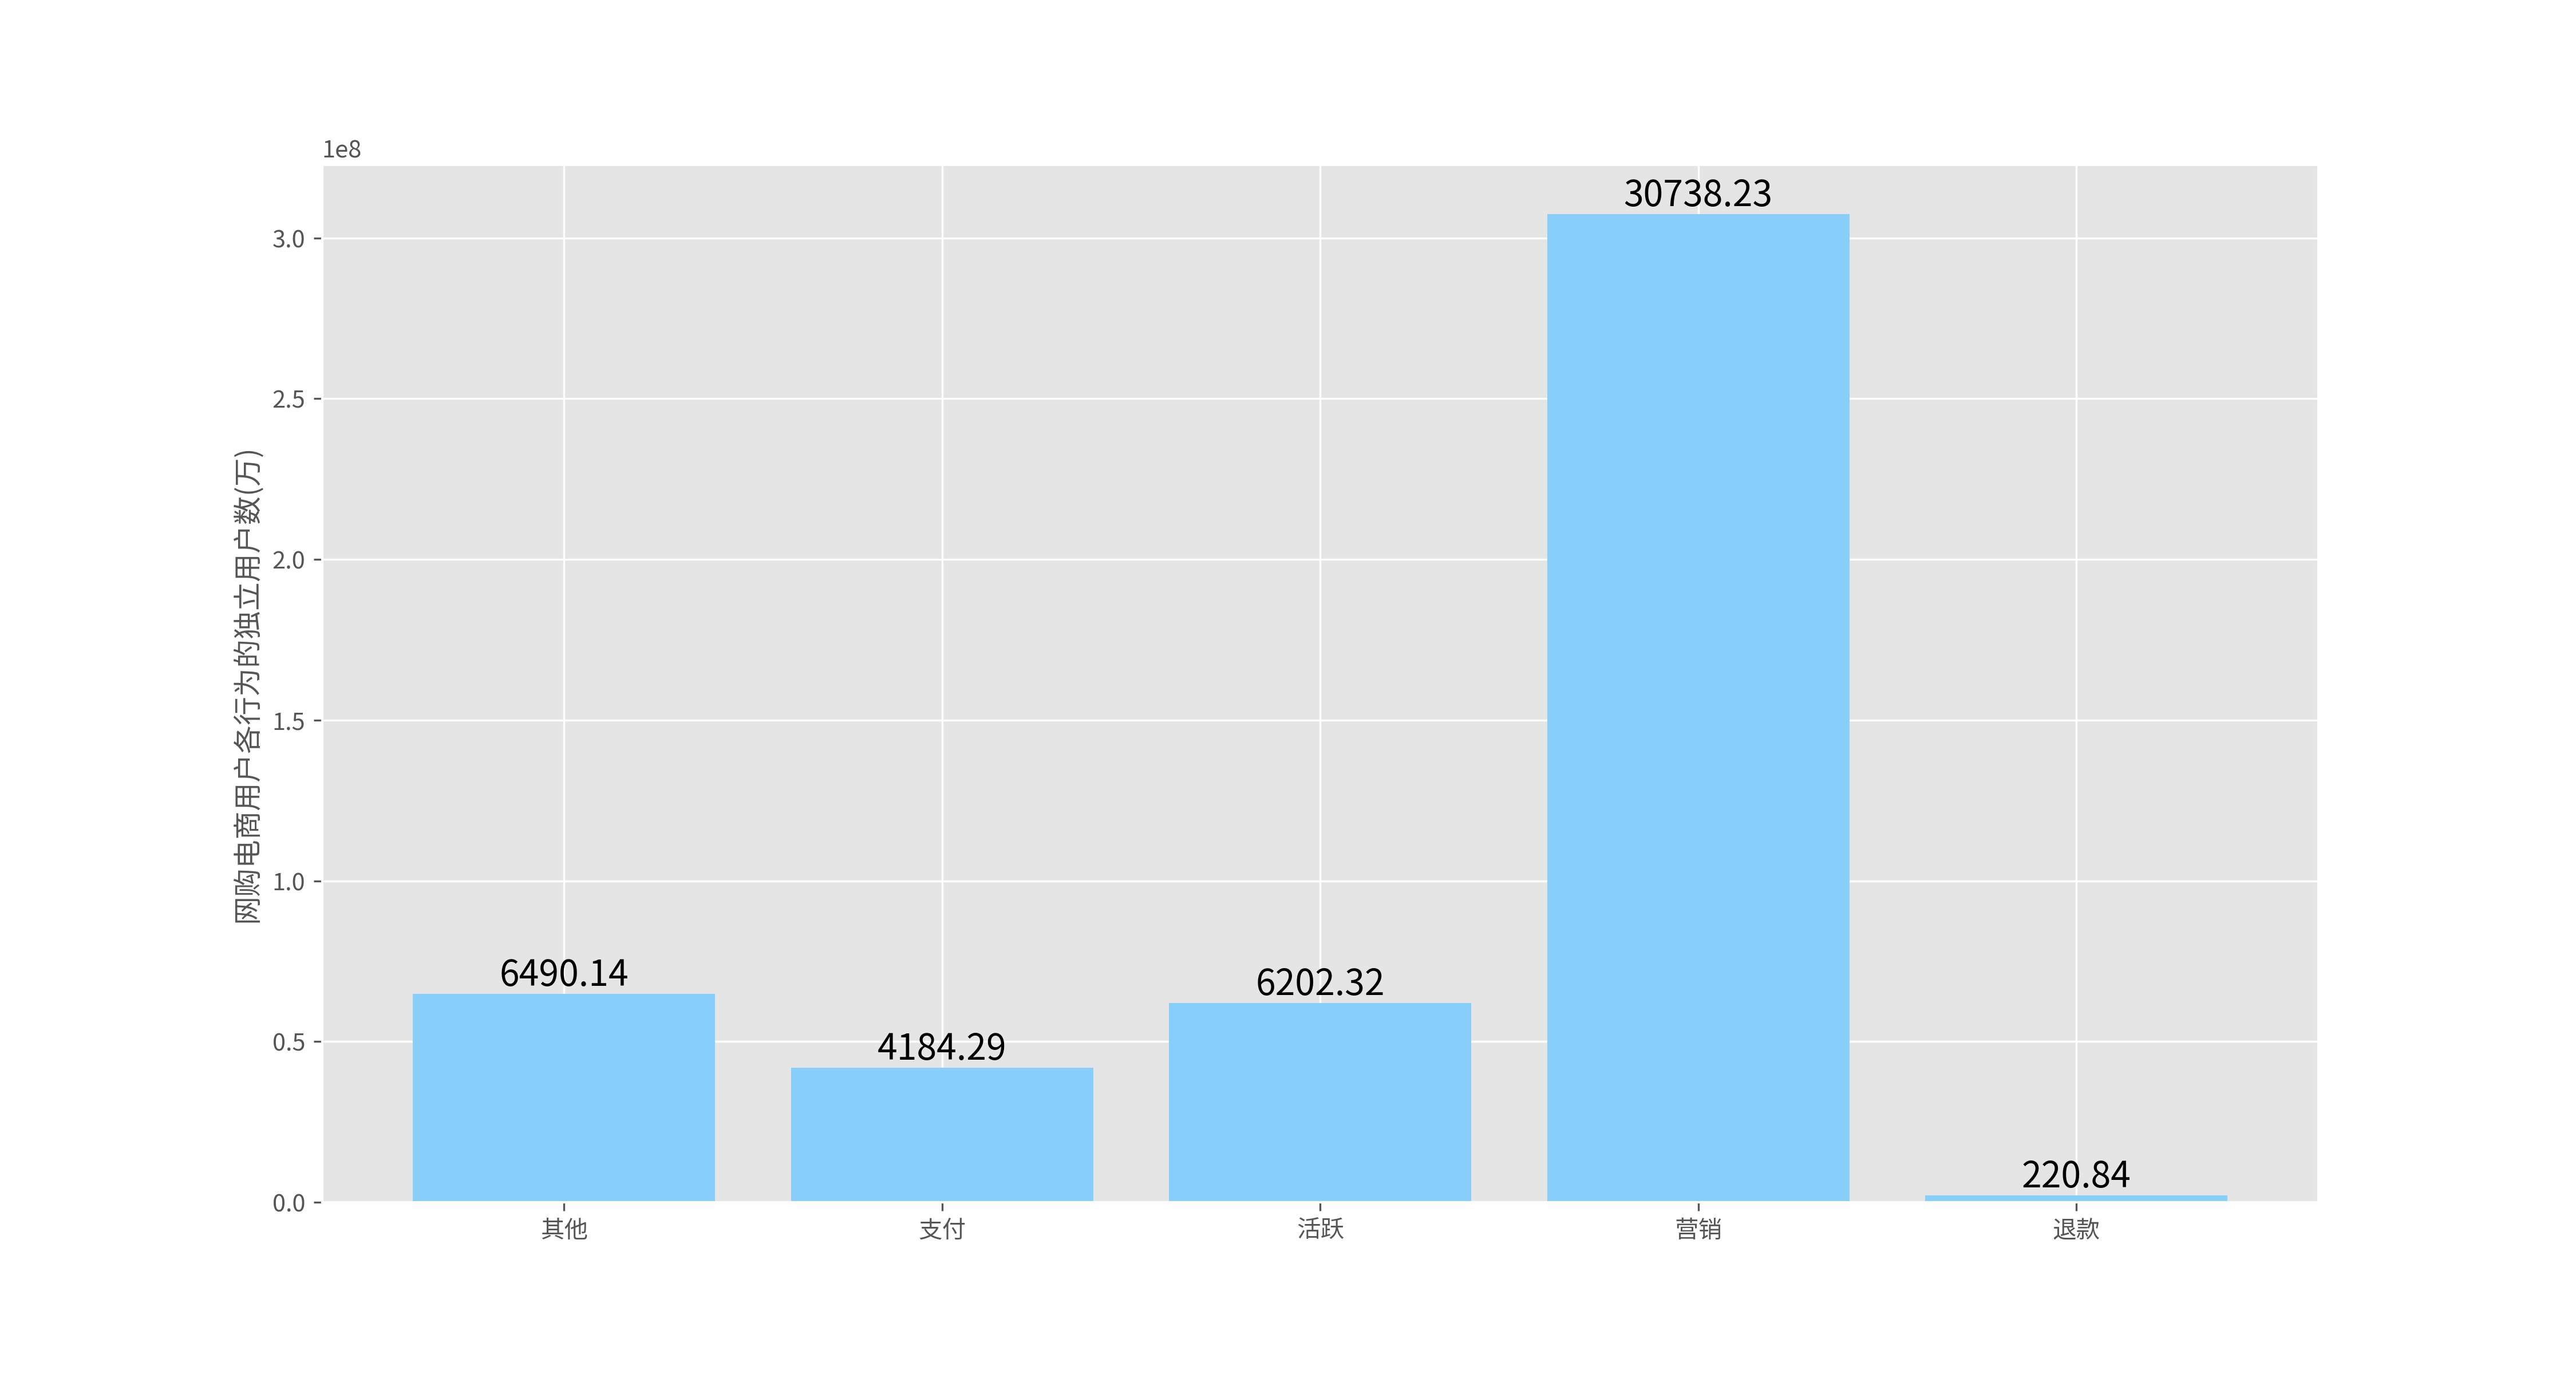 1e8
30738.23
3.0
2.5
2.0
1.5
1.0
0.5
0.0
网购电商用户各行为的独立用户数(万)
6490.14
4184.29
6202.32
220.84
其他
支付
活跃
营销
退款